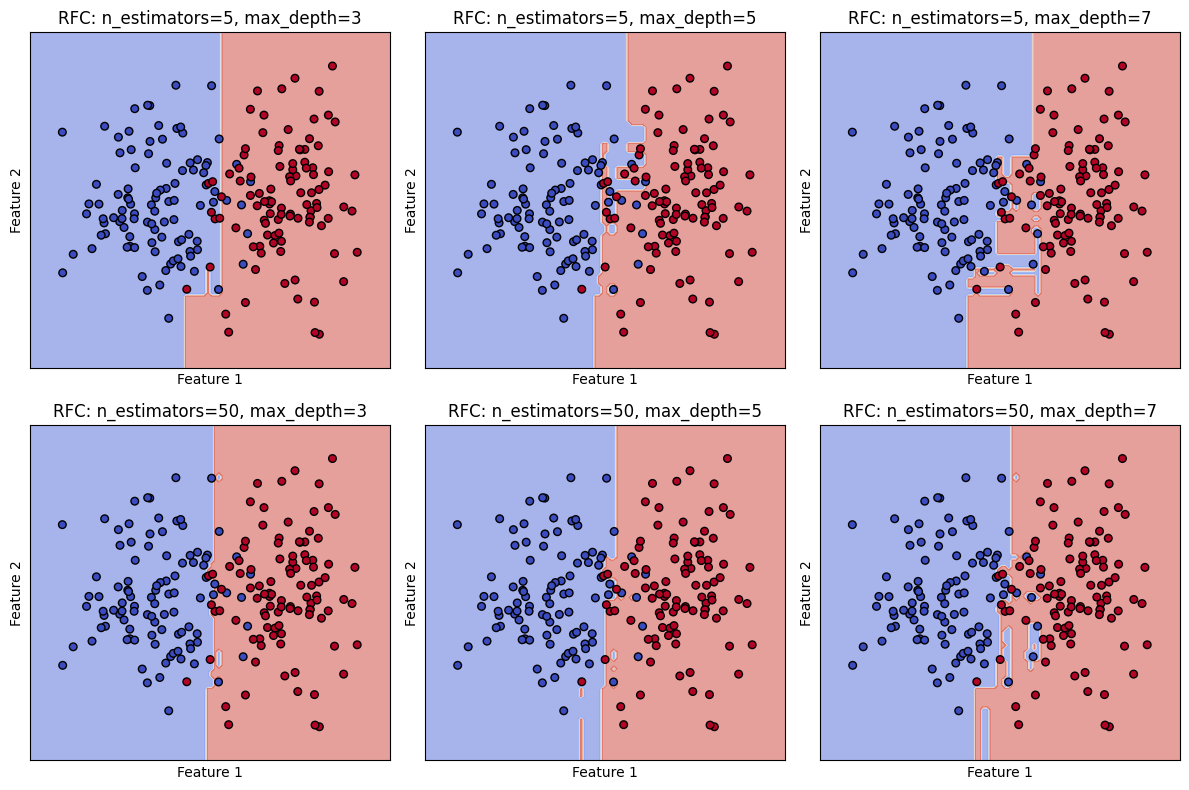 RFC: n_estimators=5, max_depth=3
RFC: n_estimators=5, max_depth=5
RFC: n_estimators=5, max_depth=7
Feature 2
Feature 2
Feature 2
Feature 1
Feature 1
Feature 1
RFC: n_estimators=50, max_depth=3
RFC: n_estimators=50, max_depth=5
RFC: n_estimators=50, max_depth=7
Feature 2
Feature 2
Feature 2
Feature 1
Feature 1
Feature 1